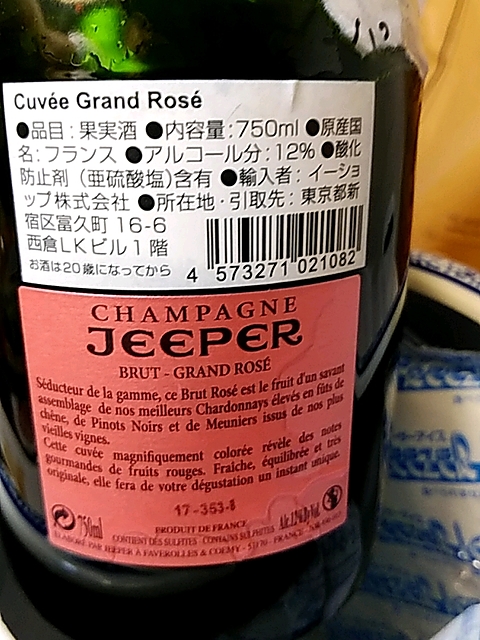 Cuvée Grand Rosé
●品目:果実酒 ●内容量:750ml ●原産国
名:フランス ●アルコール分:12% ●酸化
防止剤(亜硫酸塩)含有 ●輸入者:イーショ
ップ株式会社 ●所在地・引取先:東京都新
宿区富久町16-6
西倉LKビル1階
お酒は20歳になってから
4 573271 021082
CHAMPAGNE
JEEPER
BRUT - GRAND ROSÉ
Séducteur de la gamme, ce Brut Rosé est le fruit d'un savant
assemblage de nos meilleurs Chardonnays élevés en fûts de
chêne, de Pinots Noirs et de Meuniers issus de nos plus
vieilles vignes.
Cette cuvée magnifiquement colorée révèle des notes
gourmandes de fruits rouges. Fraîche, équilibrée et très
originale, elle fera de votre dégustation un instant unique.
17-353-1
750ml
PRODUIT DE FRANCE
Alc.12%by Vol.
CONTIENT DES SULFITES - CONTAINS SULPHITES
ELABORÉ PAR JEEPER À FAVEROLLES & COEMY - 51170 - FRANCE